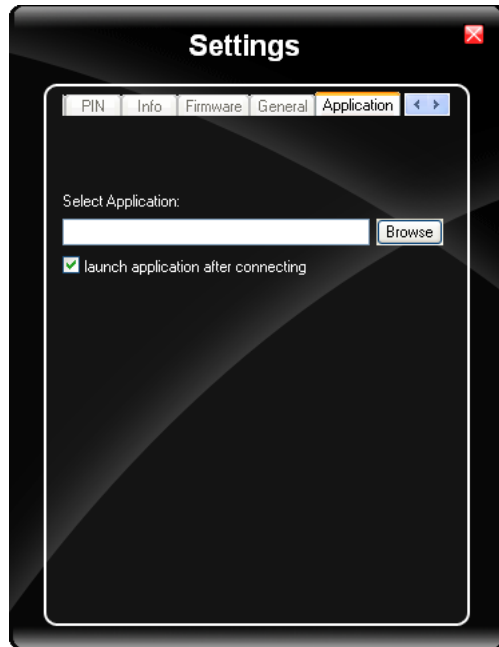 Settings
PIN Info Firmware General Application
Select Application:
Browse
launch application after connecting